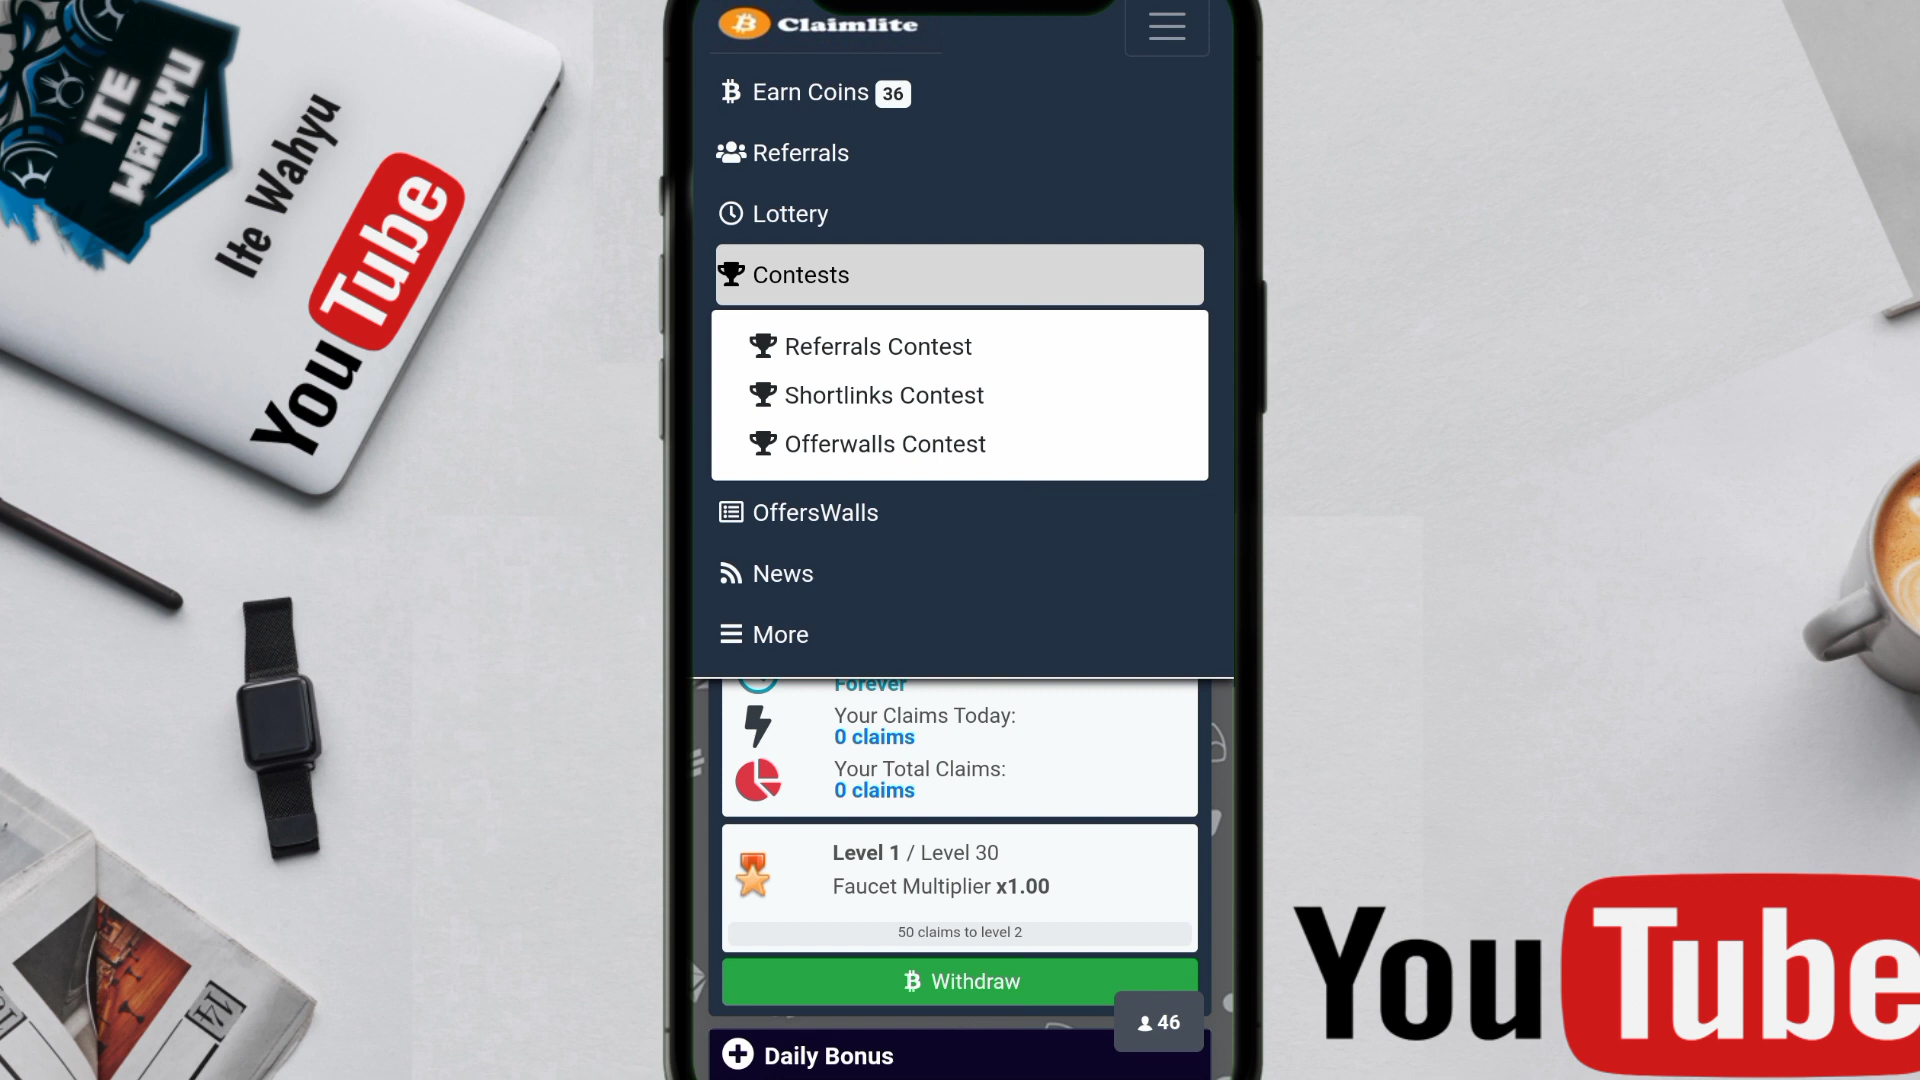 ITE
WAHYU
Ite Wahyu
YouTube
Claimlite
Earn Coins 36
Referrals
Lottery
Contests
Referrals Contest
Shortlinks Contest
Offerwalls Contest
OffersWalls
News
More
Forever
Your Claims Today:
0 claims
Your Total Claims:
0 claims
Level 1 / Level 30
Faucet Multiplier x1.00
50 claims to level 2
Withdraw
46
Daily Bonus
YouTube